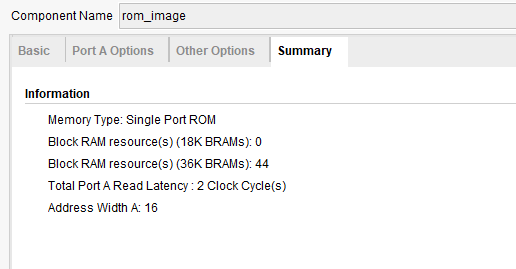 Component Name rom_image
Basic Port A Options Other Options Summary
Information
Memory Type: Single Port ROM
Block RAM resource(s) (18K BRAMs): 0
Block RAM resource(s) (36K BRAMs): 44
Total Port A Read Latency : 2 Clock Cycle(s)
Address Width A: 16